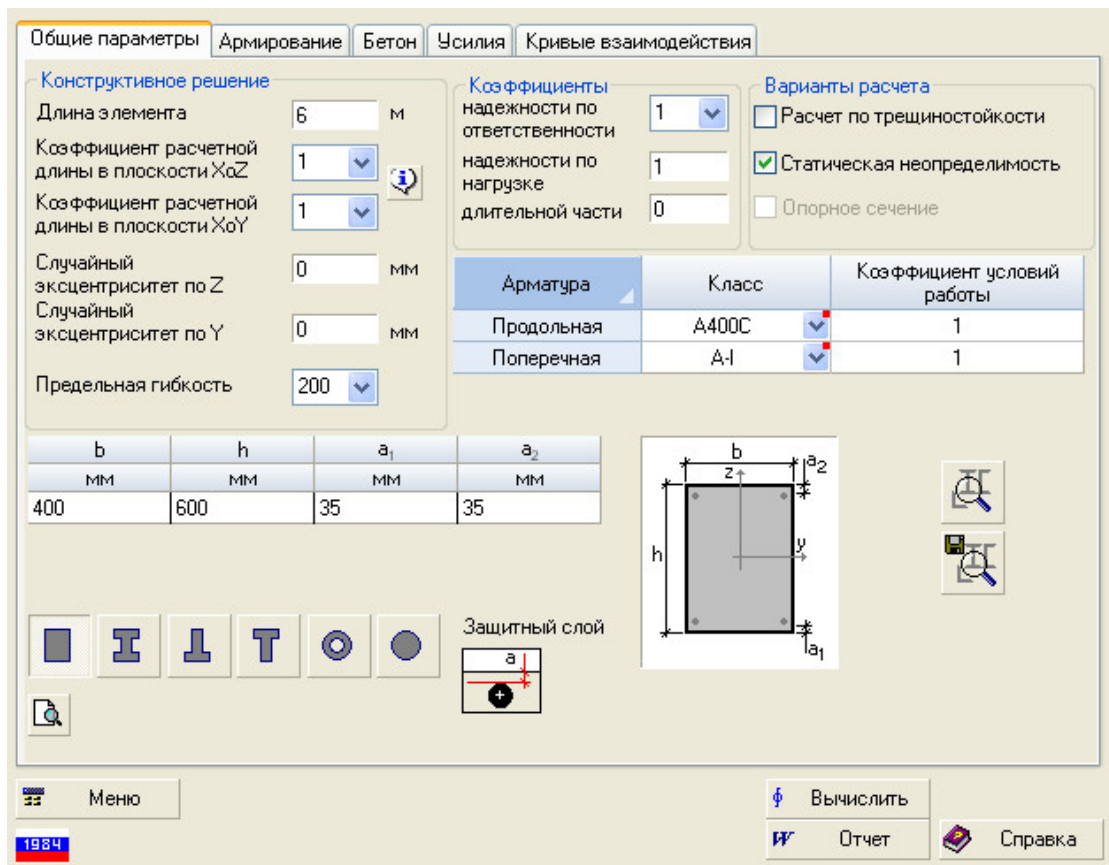 Общие параметры Армирование Бетон Усилия Кривые взаимодействия
Конструктивное решение
Длина элемента 6 м
Коэффициент расчетной
длины в плоскости XoZ 1
Коэффициент расчетной
длины в плоскости XoY 1
Случайный
эксцентриситет по Z 0 мм
Случайный
эксцентриситет по Y 0 мм
Предельная гибкость 200
Коэффициенты
надежности по
ответственности 1
надежности по
нагрузке 1
длительной части 0
Варианты расчета
Расчет по трещиностойкости
Статическая неопределимость
Опорное сечение
Арматура Класс Коэффициент условий
работы
Продольная A400C 1
Поперечная A-I 1
b h a1 a2
мм мм мм мм
400 600 35 35
b
a2
z
h
y
a1
Защитный слой
a
Меню
Вычислить
1984
W Отчет
Справка